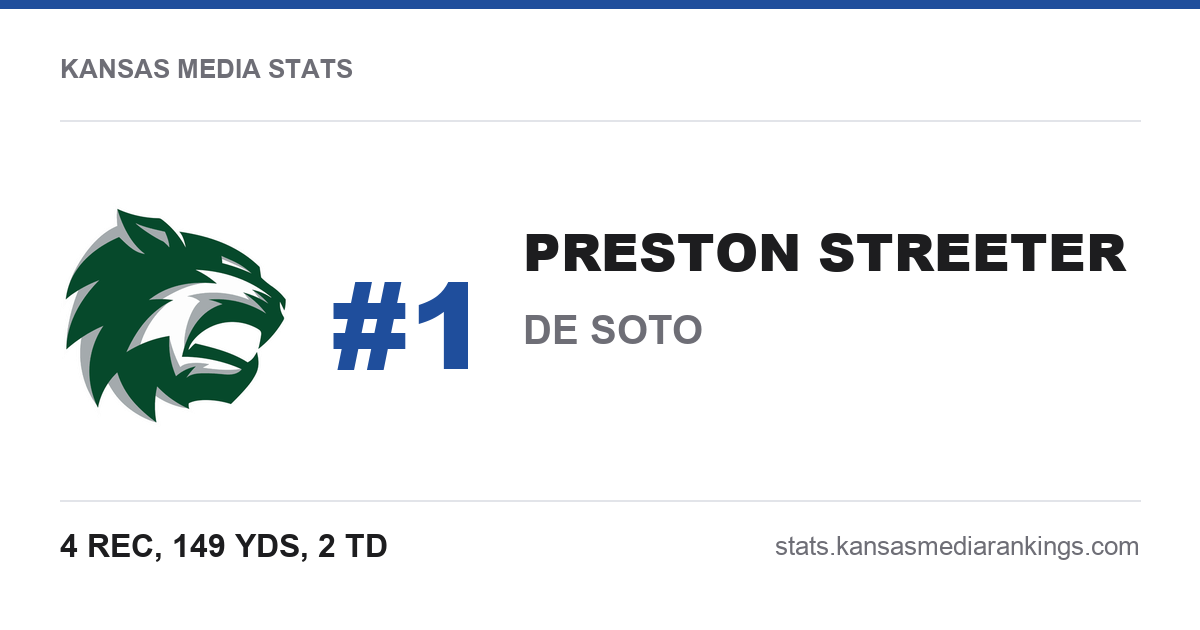 KANSAS MEDIA STATS
#1
PRESTON STREETER
DE SOTO
4 REC, 149 YDS, 2 TD
stats.kansasmediarankings.com